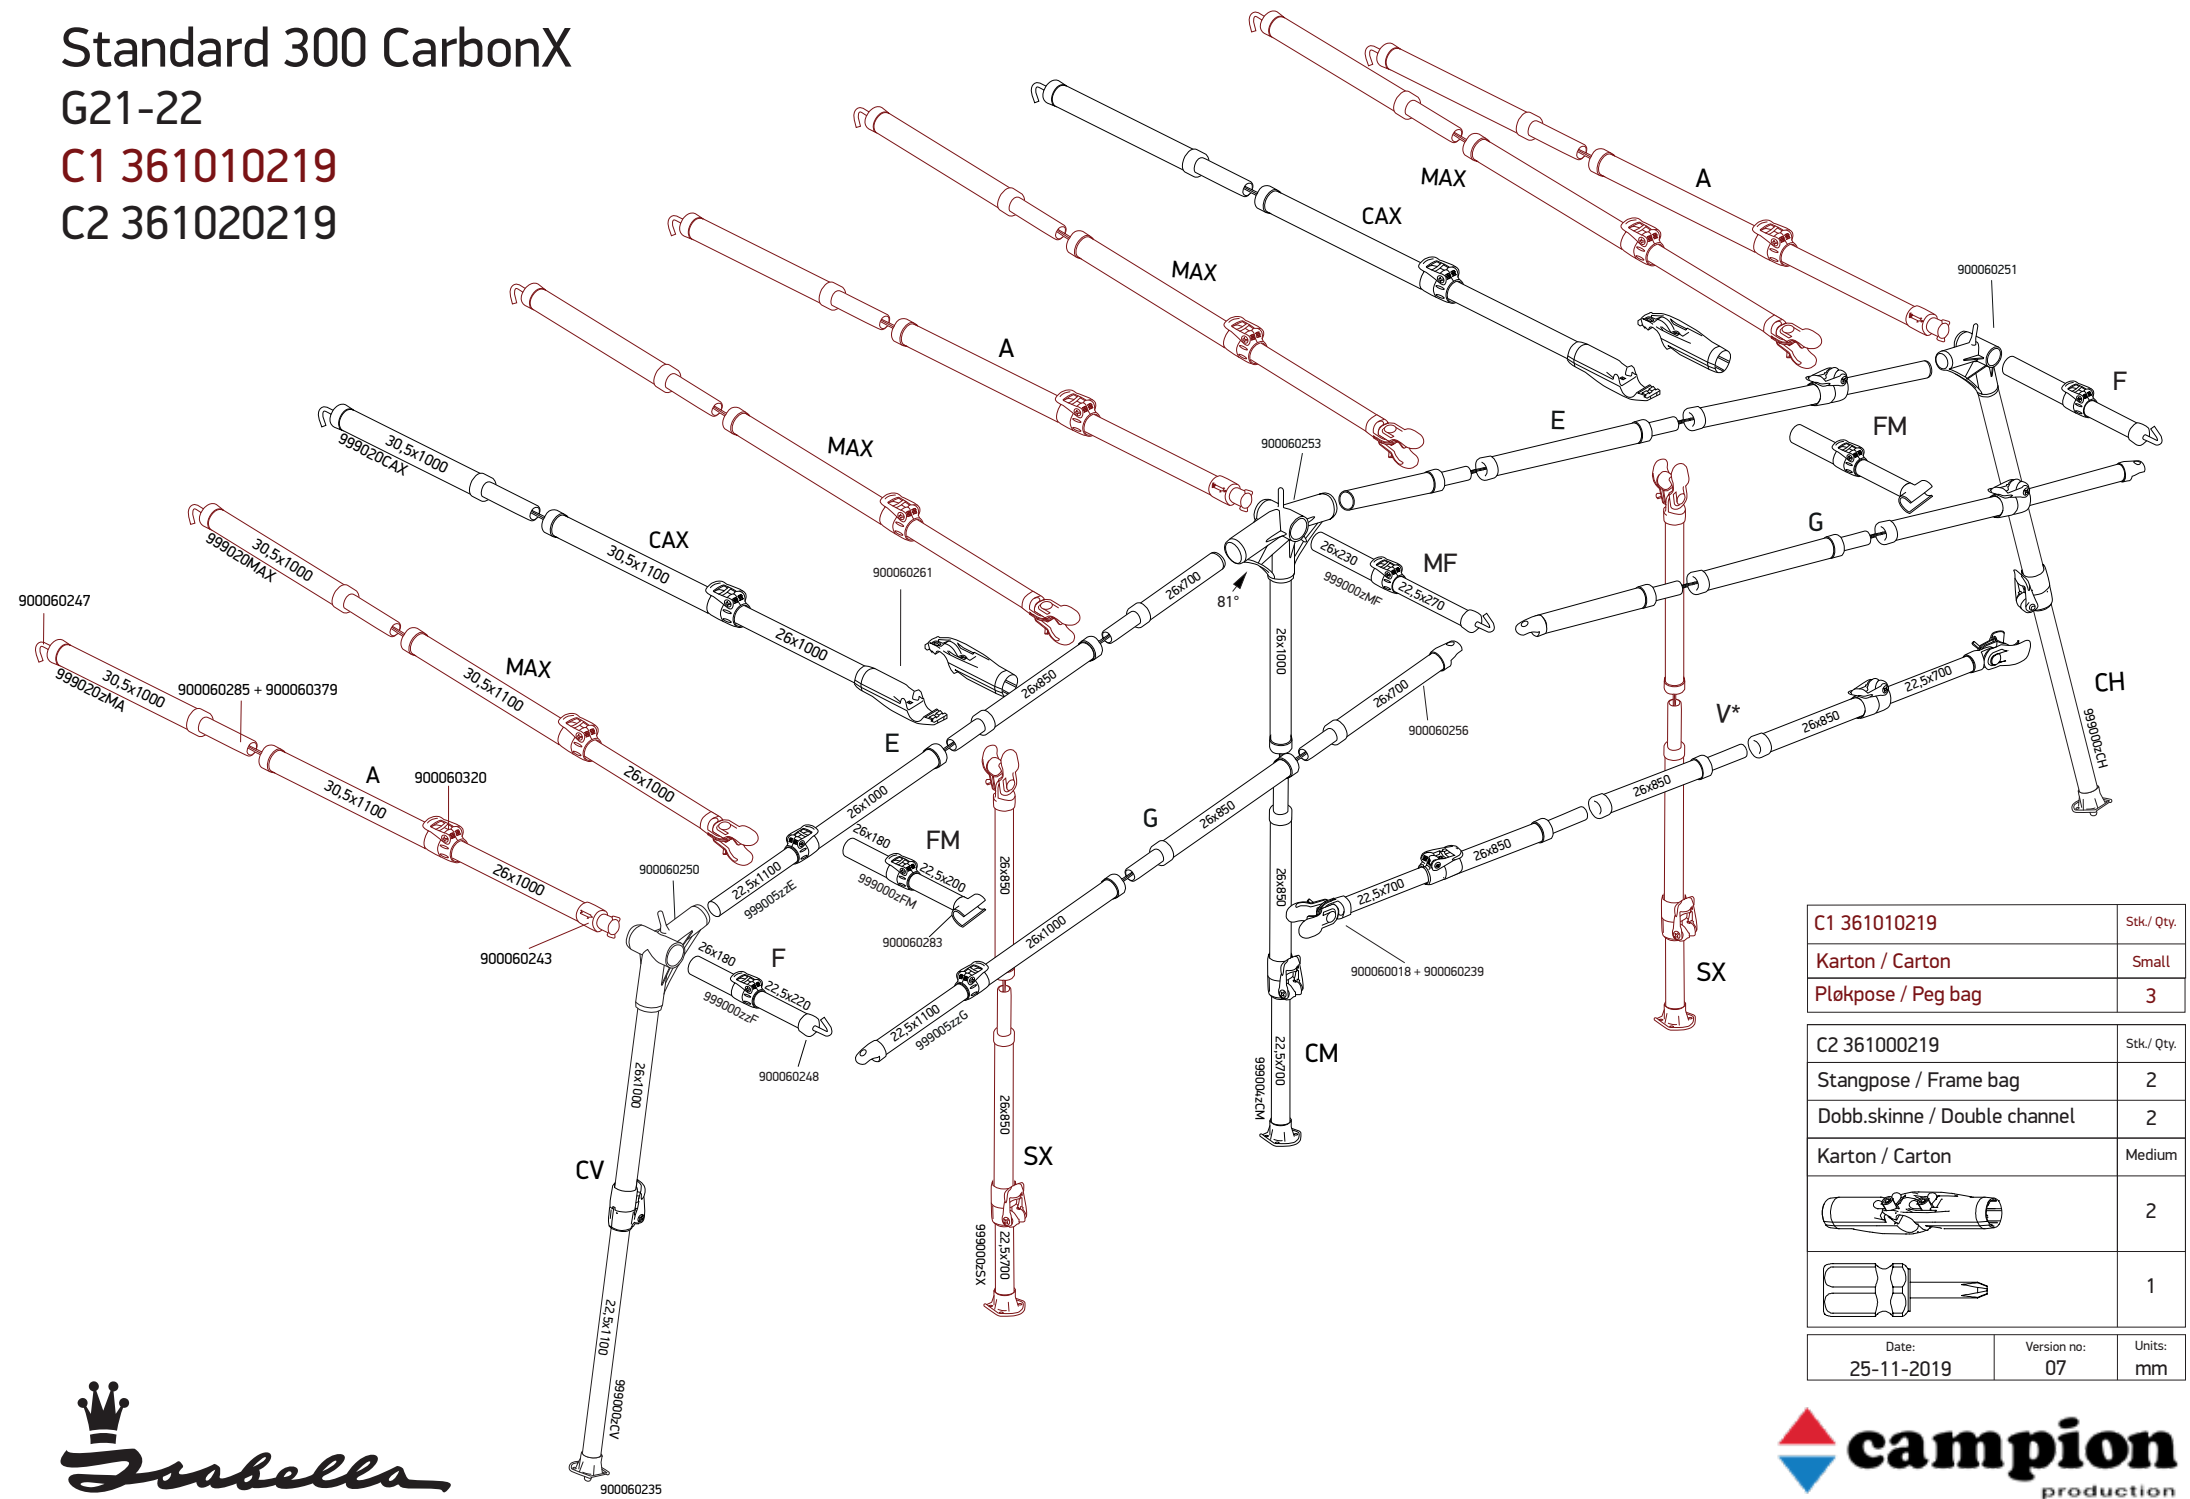 Standard 300 CarbonX
G21-22
C1 361010219
C2 361020219
MAX
A
CAX
MAX
900060251
A
F
E
FM
MAX
900060253
30,5x1000
999020CAX
G
CAX
30,5x1100
900060261
26x700
81°
26x230
999000zMF
22,5x270
MF
30,5x1000
999020MAX
900060247
26x1000
26x850
26x1000
MAX
30,5x1100
30,5x1000
999020zMA
900060285 + 900060379
26x700
900060256
V*
22,5x700
CH
26x850
999000zCH
E
A
30,5x1100
900060320
26x1000
26x1000
26x850
26x850
G
26x850
26x180
FM
22,5x200
999000zFM
26x850
26x850
22,5x700
26x1000
900060250
22,5x1100
999005zzE
900060283
26x1000
900060243
26x180
F
22,5x220
999000zzF
900060018 + 900060239
SX
22,5x1100
999005zzG
900060248
CM
22,5x700
999004zCM
26x1000
26x850
CV
SX
999000zSX
22,5x700
22,5x1100
999000zCV
900060235
C1 361010219 Stk./ Qty.
Karton / Carton Small
Pløkpose / Peg bag 3
C2 361000219 Stk./ Qty.
Stangpose / Frame bag 2
Dobb.skinne / Double channel 2
Karton / Carton Medium
2
1
Date: Version no: Units:
25-11-2019 07 mm
Isabella
campion
production